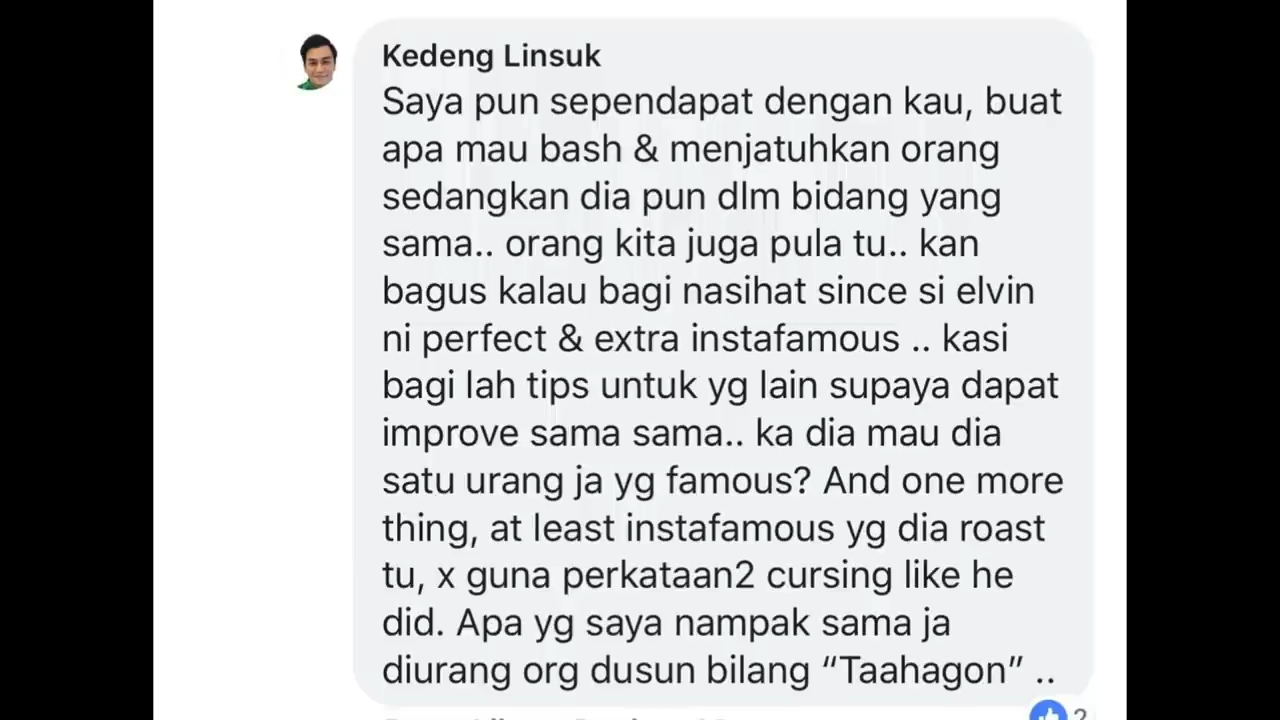 Kedeng Linsuk
Saya pun sependapat dengan kau, buat
apa mau bash & menjatuhkan orang
sedangkan dia pun dlm bidang yang
sama.. orang kita juga pula tu.. kan
bagus kalau bagi nasihat since si elvin
ni perfect & extra instafamous .. kasi
bagi lah tips untuk yg lain supaya dapat
improve sama sama.. ka dia mau dia
satu urang ja yg famous? And one more
thing, at least instafamous yg dia roast
tu, x guna perkataan2 cursing like he
did. Apa yg saya nampak sama ja
diurang org dusun bilang “Taahagon” ..
2